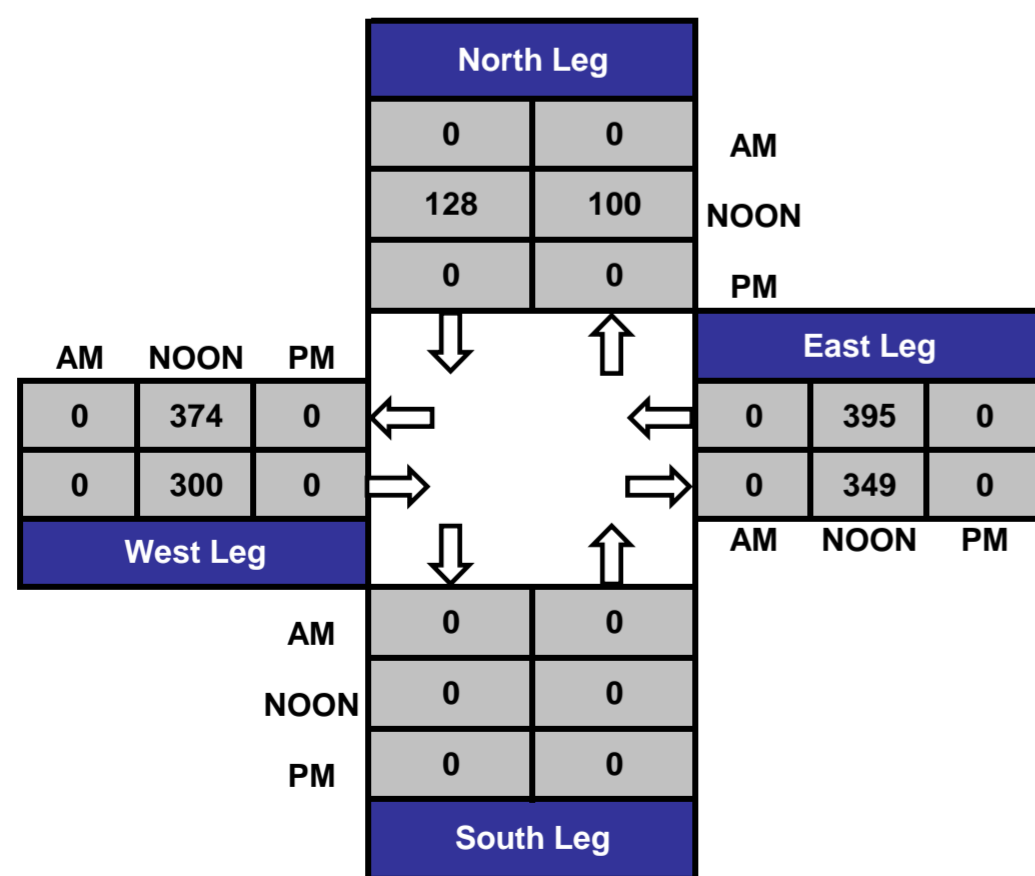 North Leg
0 0 AM
128 100 NOON
0 0 PM
East Leg
AM NOON PM
0 374 0
0 395 0
0 300 0
0 349 0
West Leg
AM NOON PM
AM 0 0
NOON 0 0
PM 0 0
South Leg